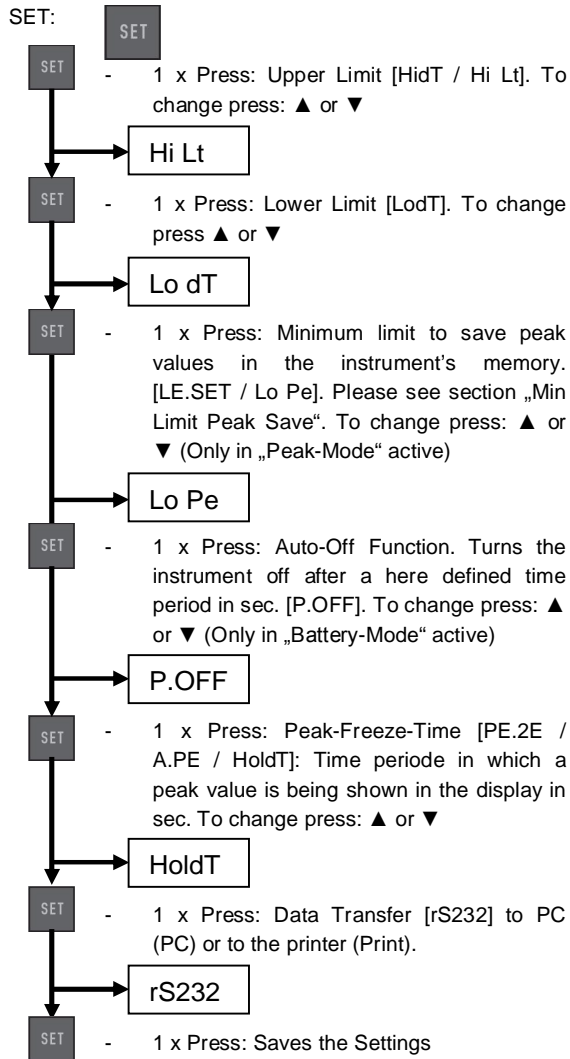 SET:
SET
SET
- 1 x Press: Upper Limit [HidT / Hi Lt]. To
change press: ▲ or ▼
Hi Lt
SET
- 1 x Press: Lower Limit [LodT]. To change
press ▲ or ▼
Lo dT
SET
- 1 x Press: Minimum limit to save peak
values in the instrument’s memory.
[LE.SET / Lo Pe]. Please see section „Min
Limit Peak Save“. To change press: ▲ or
▼ (Only in „Peak-Mode“ active)
Lo Pe
SET
- 1 x Press: Auto-Off Function. Turns the
instrument off after a here defined time
period in sec. [P.OFF]. To change press: ▲
or ▼ (Only in „Battery-Mode“ active)
P.OFF
SET
- 1 x Press: Peak-Freeze-Time [PE.2E /
A.PE / HoldT]: Time periode in which a
peak value is being shown in the display in
sec. To change press: ▲ or ▼
HoldT
SET
- 1 x Press: Data Transfer [rS232] to PC
(PC) or to the printer (Print).
rS232
SET
- 1 x Press: Saves the Settings